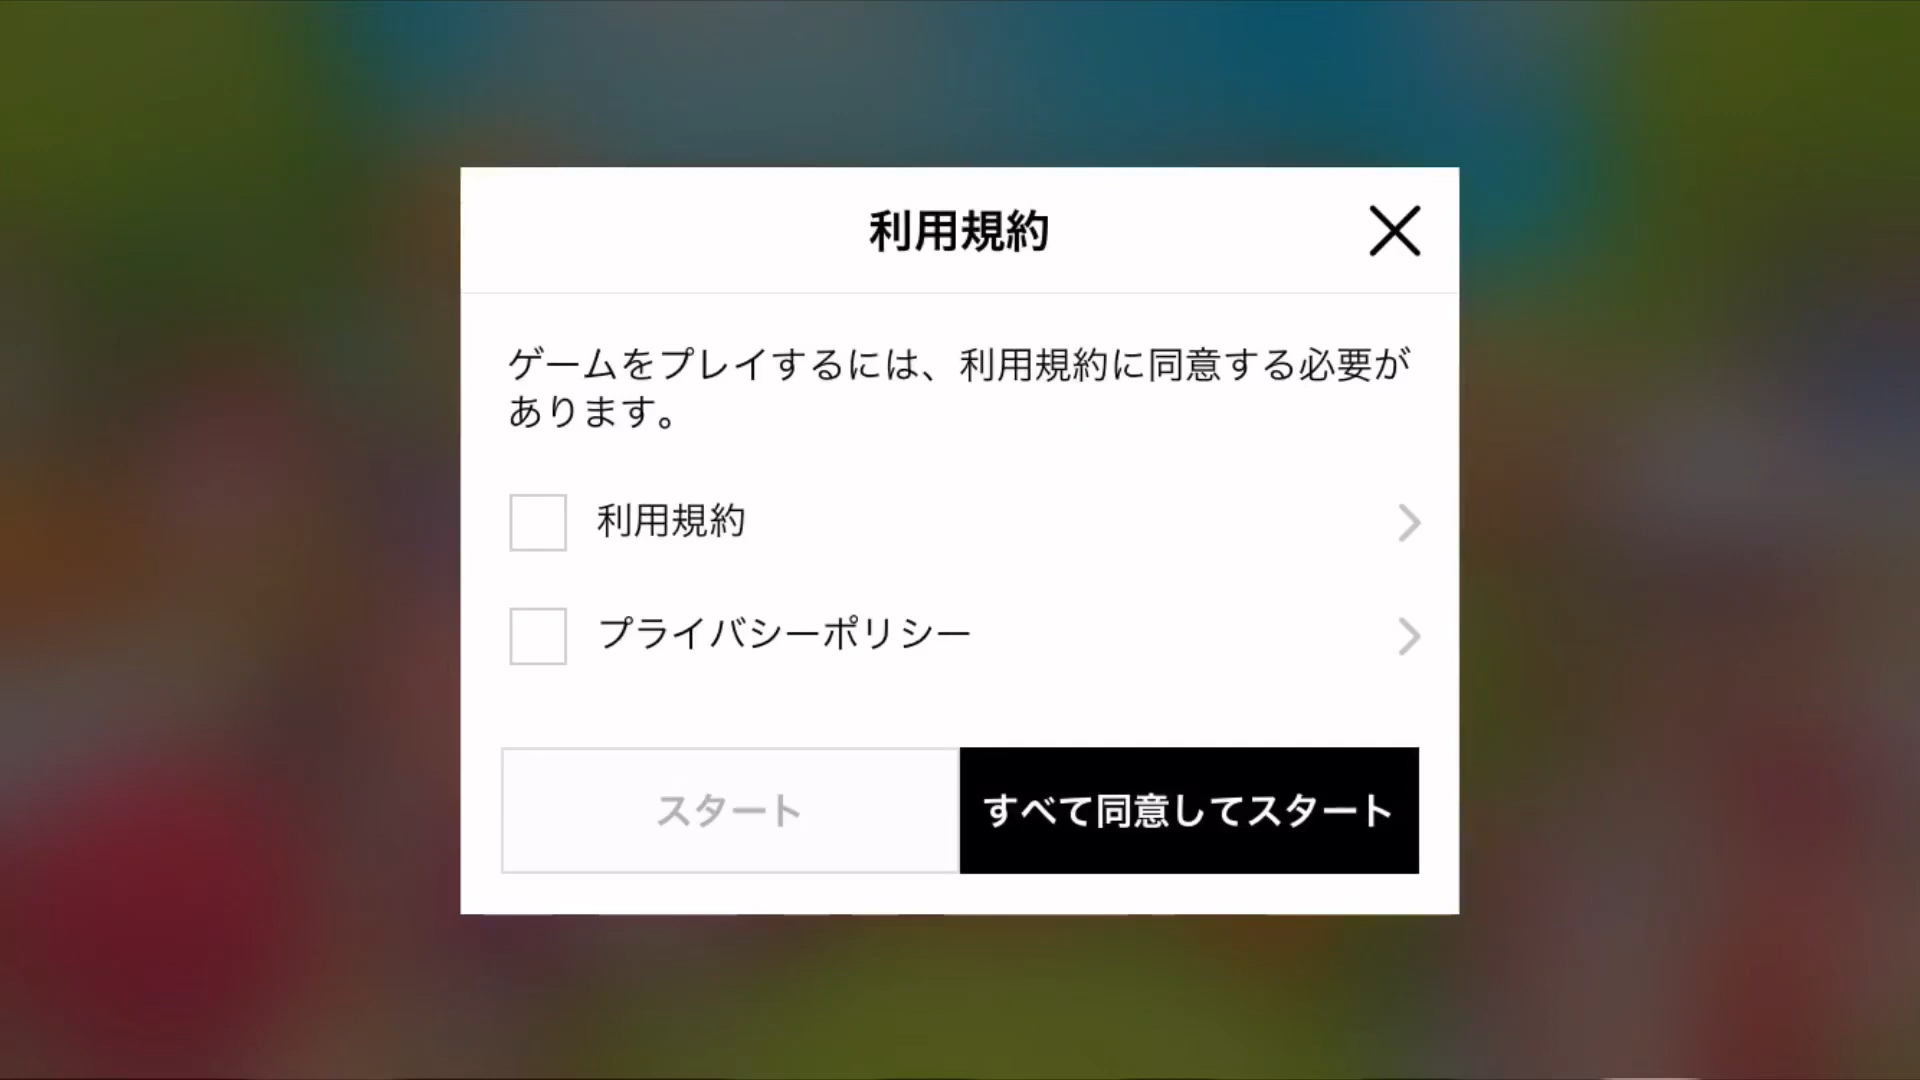 利用規約
ゲームをプレイするには、利用規約に同意する必要が
あります。
利用規約
プライバシーポリシー
スタート
すべて同意してスタート